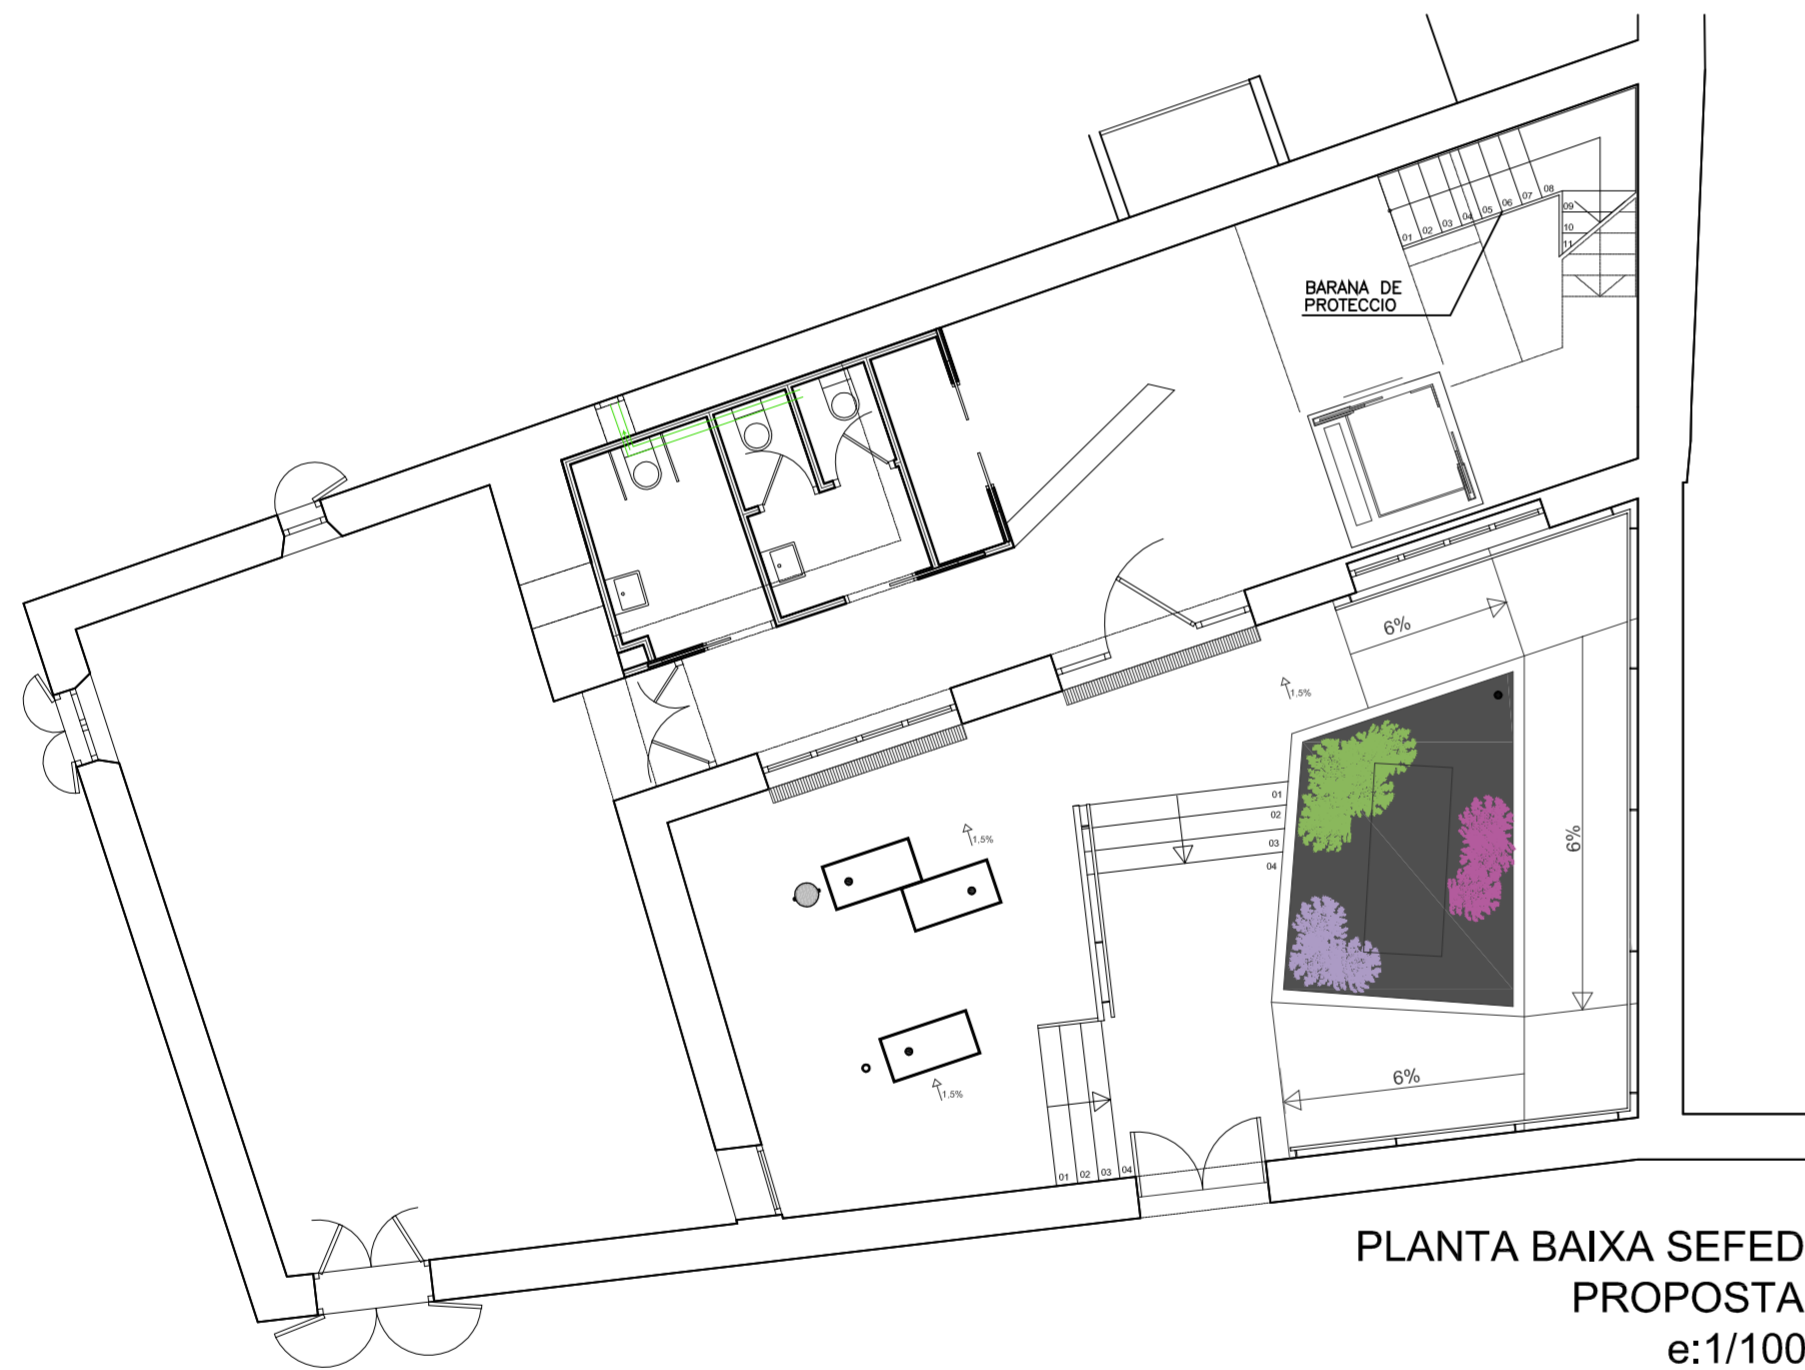 01 02 03 04 05 06 07 08
09
10
11
BARANA DE
PROTECCIO
6%
1,5%
6%
01
02
03
04
1,5%
1,5%
6%
01 02 03 04
PLANTA BAIXA SEFED
PROPOSTA
e:1/100